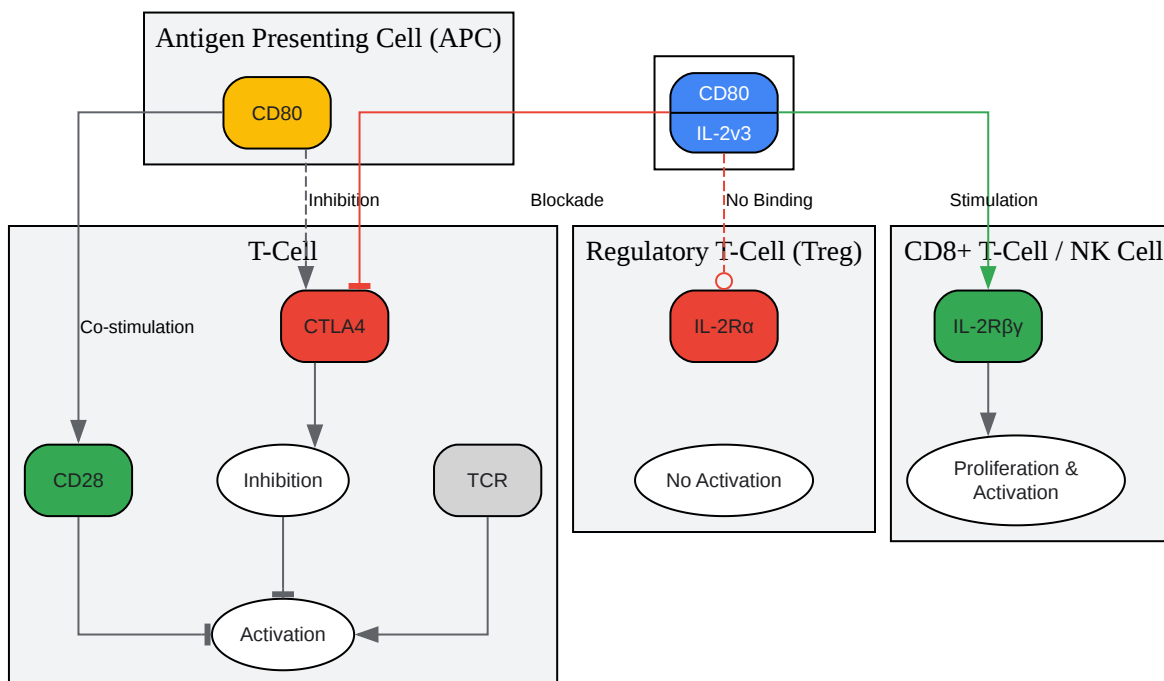 Antigen Presenting Cell (APC)
CD80
CD80
IL-2v3
Inhibition
Blockade
No Binding
Stimulation
T-Cell
Regulatory T-Cell (Treg)
CD8+ T-Cell / NK Cell
Co-stimulation
CTLA4
IL-2Rα
IL-2Rβγ
CD28
Inhibition
TCR
No Activation
Proliferation &
Activation
Activation